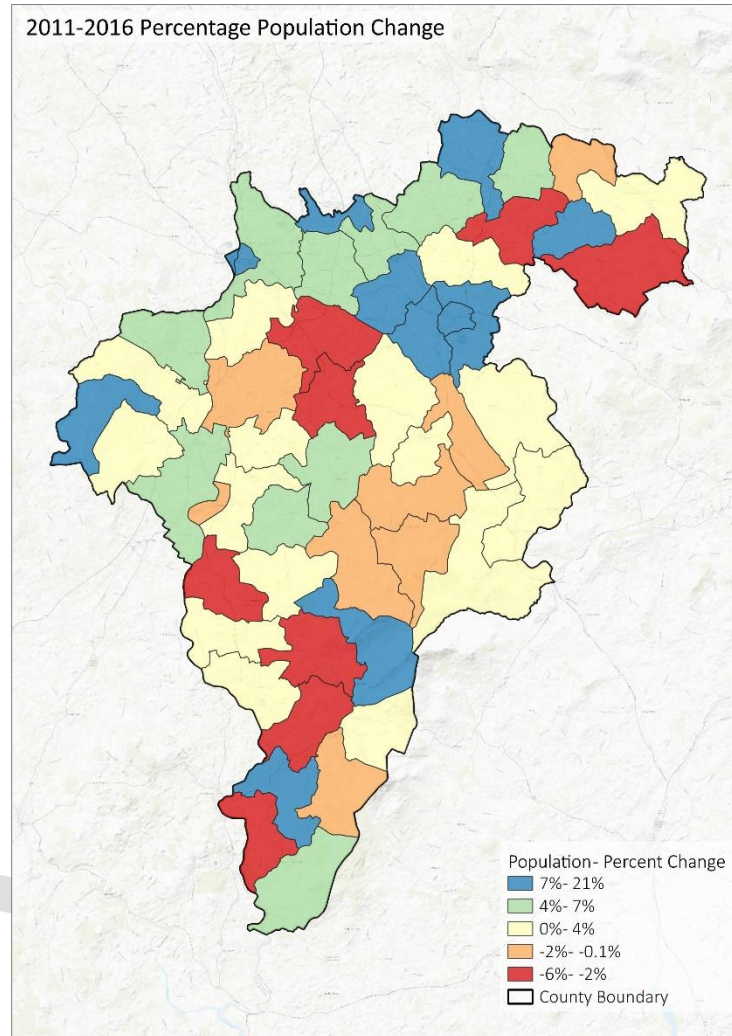 2011-2016 Percentage Population Change
Population- Percent Change
7%- 21%
4%- 7%
0%- 4%
-2%- -0.1%
-6%- -2%
County Boundary